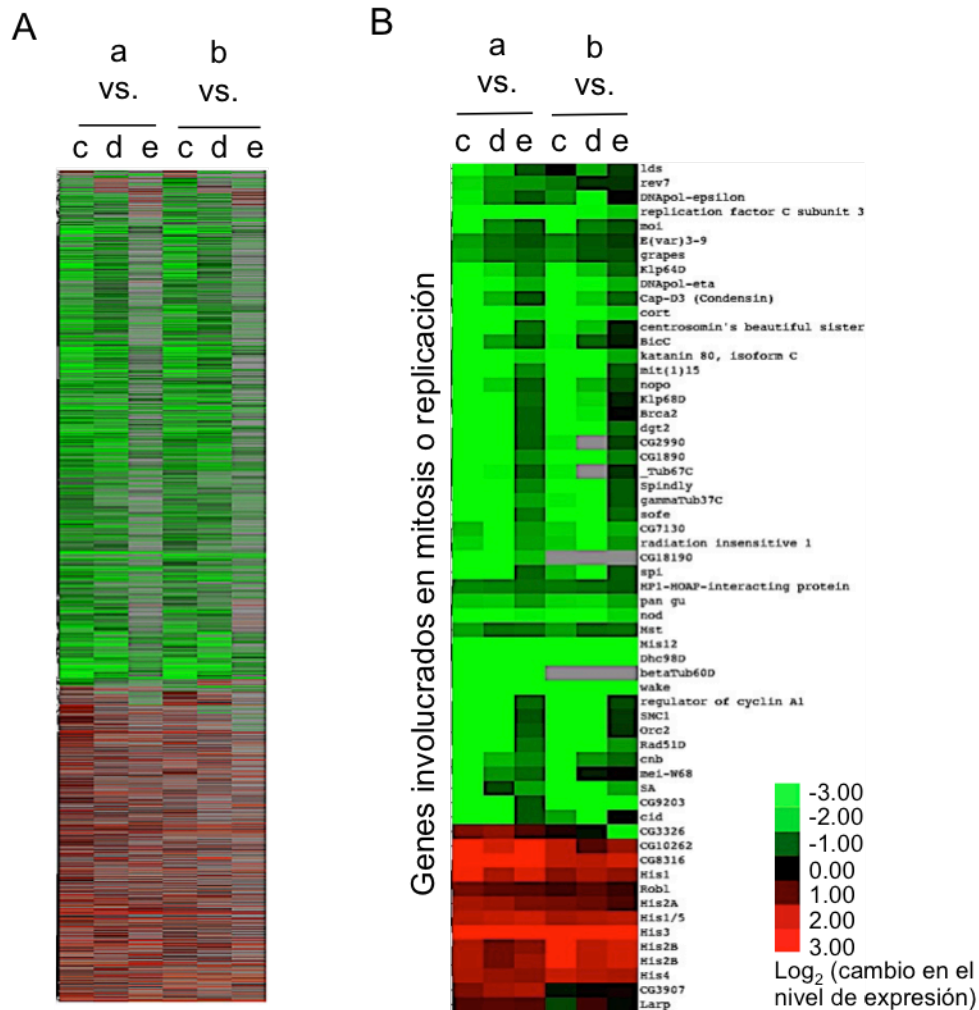 A
a
vs.
b
vs.
c d e c d e
B
a
vs.
b
vs.
c d e c d e
Genes involucrados en mitosis o replicación
lds
rev7
DNApol-epsilon
replication factor C subunit 3
moi
E(var)3-9
grapes
Klp64D
DNApol-eta
Cap-D3 (Condensin)
cort
centrosomin's beautiful sister
BicC
katanin 80, isoform C
mit(1)15
nopo
Klp68D
Brca2
dgt2
CG2990
CG1890
_Tub67C
Spindly
gammaTub37C
sofe
CG7130
radiation insensitive 1
CG18190
spi
HP1-HOAP-interacting protein
pan gu
nod
Mst
His12
Dhc98D
betaTub60D
wake
regulator of cyclin A1
SMC1
Orc2
Rad51D
cnb
mei-W68
SA
CG9203
cid
CG3326
CG10262
CG8316
His1
Robl
His2A
His1/5
His3
His2B
His2B
His4
CG3907
Larp
-3.00
-2.00
-1.00
0.00
1.00
2.00
3.00
Log2 (cambio en el
nivel de expresión)